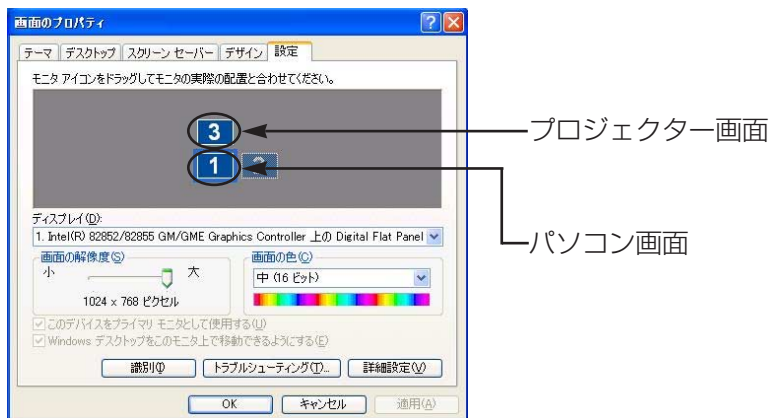 画面のプロパティ
テーマ デスクトップ スクリーン セーバー デザイン 設定
モニタ アイコンをドラッグしてモニタの実際の配置と合わせてください。
3
プロジェクター画面
1 2
パソコン画面
ディスプレイ(D):
1. Intel(R) 82852/82855 GM/GME Graphics Controller 上の Digital Flat Panel
画面の解像度(S)
小 大
1024 x 768 ピクセル
画面の色(C)
中 (16 ビット)
このデバイスをプライマリ モニタとして使用する(U)
Windows デスクトップをこのモニタ上で移動できるようにする(E)
識別(I) トラブルシューティング(T)... 詳細設定(V)
OK キャンセル 適用(A)